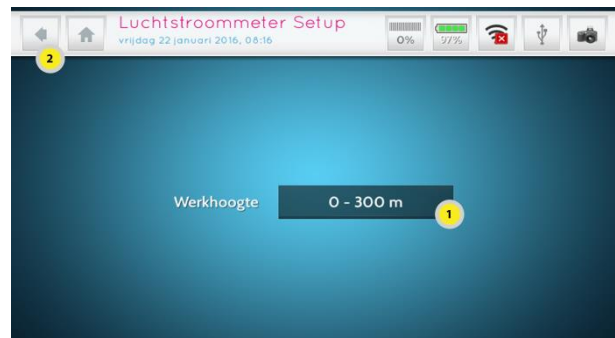 Luchtstroommeter Setup
vrijdag 22 januari 2016, 08:16
0%
97%
2
Werkhoogte
0 - 300 m
1